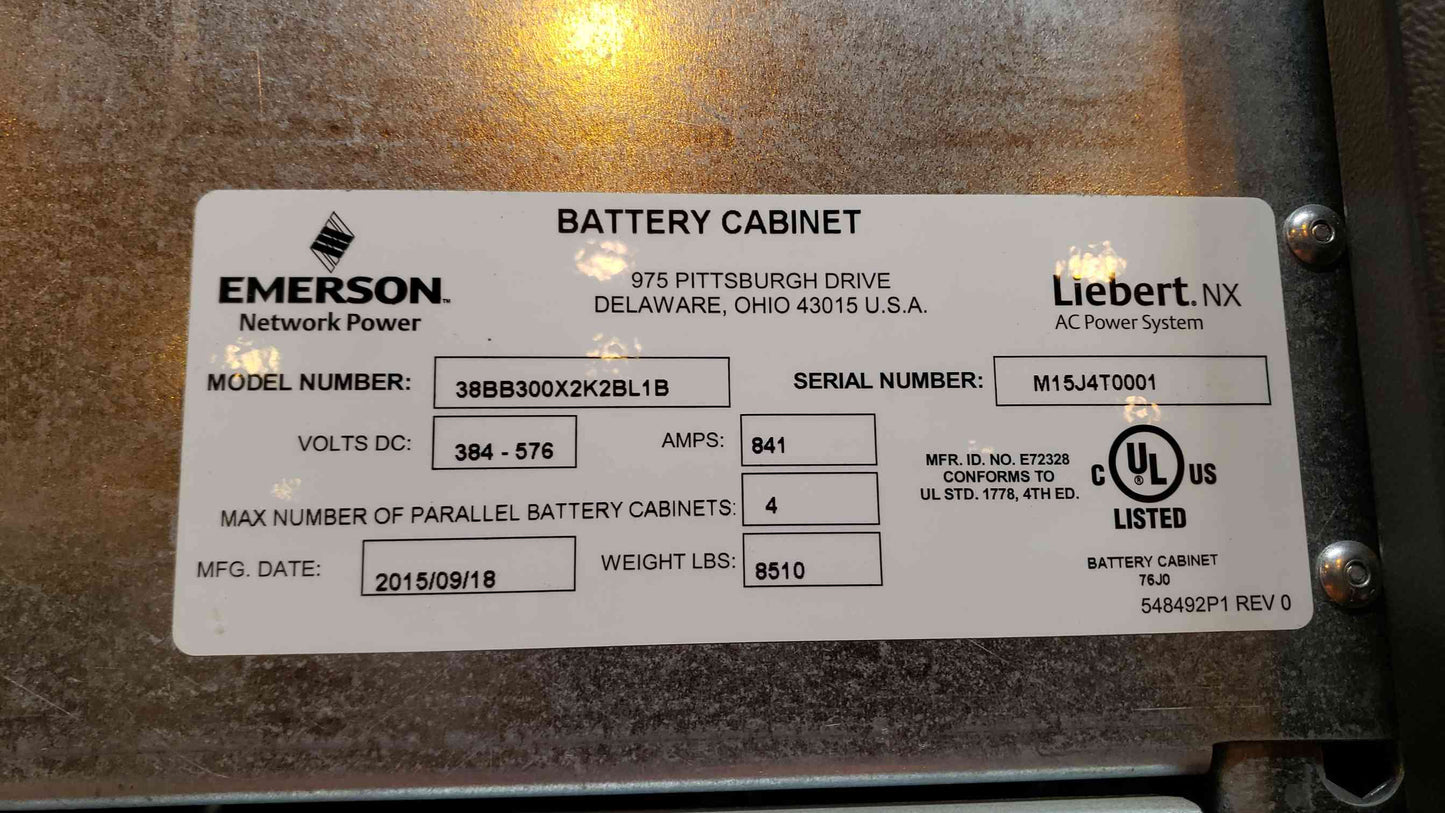 BATTERY CABINET
EMERSON™
Network Power
975 PITTSBURGH DRIVE
DELAWARE, OHIO 43015 U.S.A.
Liebert® NX
AC Power System
MODEL NUMBER: 38BB300X2K2BL1B SERIAL NUMBER: M15J4T0001
VOLTS DC: 384 - 576 AMPS: 841
MAX NUMBER OF PARALLEL BATTERY CABINETS: 4
MFG. DATE: 2015/09/18 WEIGHT LBS: 8510
MFR. ID. NO. E72328
CONFORMS TO
UL STD. 1778, 4TH ED.
C UL® US
LISTED
BATTERY CABINET
76J0
548492P1 REV 0